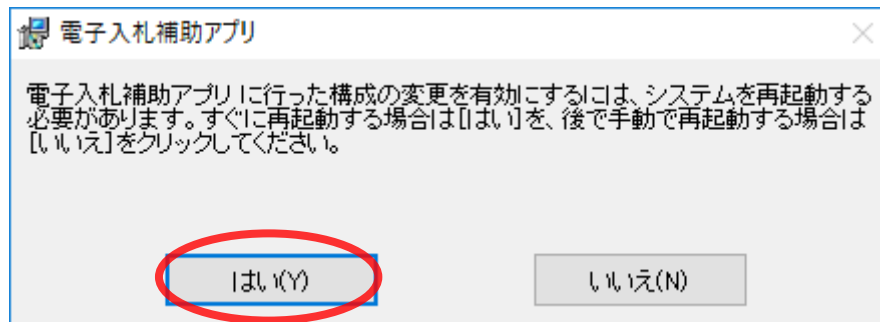 電子入札補助アプリ
電子入札補助アプリ に行った構成の変更を有効にするには、システムを再起動する
必要があります。すぐに再起動する場合は[はい]を、後で手動で再起動する場合は
[いいえ]をクリックしてください。
はい(Y)
いいえ(N)